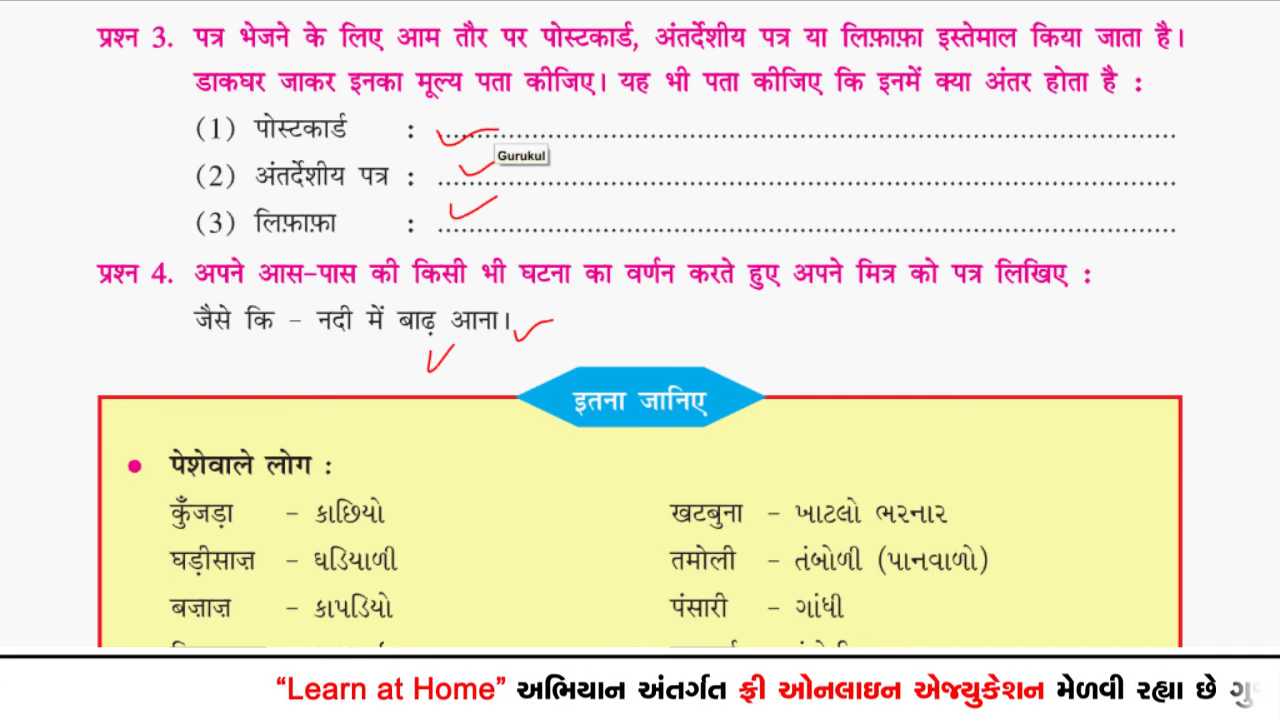 प्रश्न 3. पत्र भेजने के लिए आम तौर पर पोस्टकार्ड, अंतर्देशीय पत्र या लिफ़ाफ़ा इस्तेमाल किया जाता है।
डाकघर जाकर इनका मूल्य पता कीजिए। यह भी पता कीजिए कि इनमें क्या अंतर होता है :
(1) पोस्टकार्ड : ................................................................
Gurukul
(2) अंतर्देशीय पत्र : ................................................................
(3) लिफ़ाफ़ा : ................................................................
प्रश्न 4. अपने आस-पास की किसी भी घटना का वर्णन करते हुए अपने मित्र को पत्र लिखिए :
जैसे कि - नदी में बाढ़ आना।
इतना जानिए
• पेशेवाले लोग :
कुँजड़ा - કાછિયો खटबुना - ખાટલો ભરનાર
घड़ीसाज़ - ઘડિયાળી तमोली - તંબોળી (પાનવાળો)
बज़ाज़ - કાપડિયો पंसारी - ગાંધી
“Learn at Home” અભિયાન અંતર્ગત ફ્રી ઓનલાઇન એજ્યુકેશન મેળવી રહ્યા છે